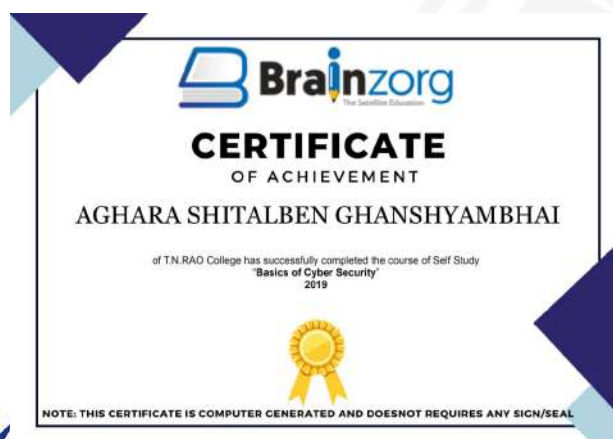 Brainzorg
The Satellite Education
CERTIFICATE
OF ACHIEVEMENT
AGHARA SHITALBEN GHANSHYAMBHAI
of T.N.RAO College has successfully completed the course of Self Study
"Basics of Cyber Security"
2019
NOTE: THIS CERTIFICATE IS COMPUTER GENERATED AND DOESNOT REQUIRES ANY SIGN/SEAL